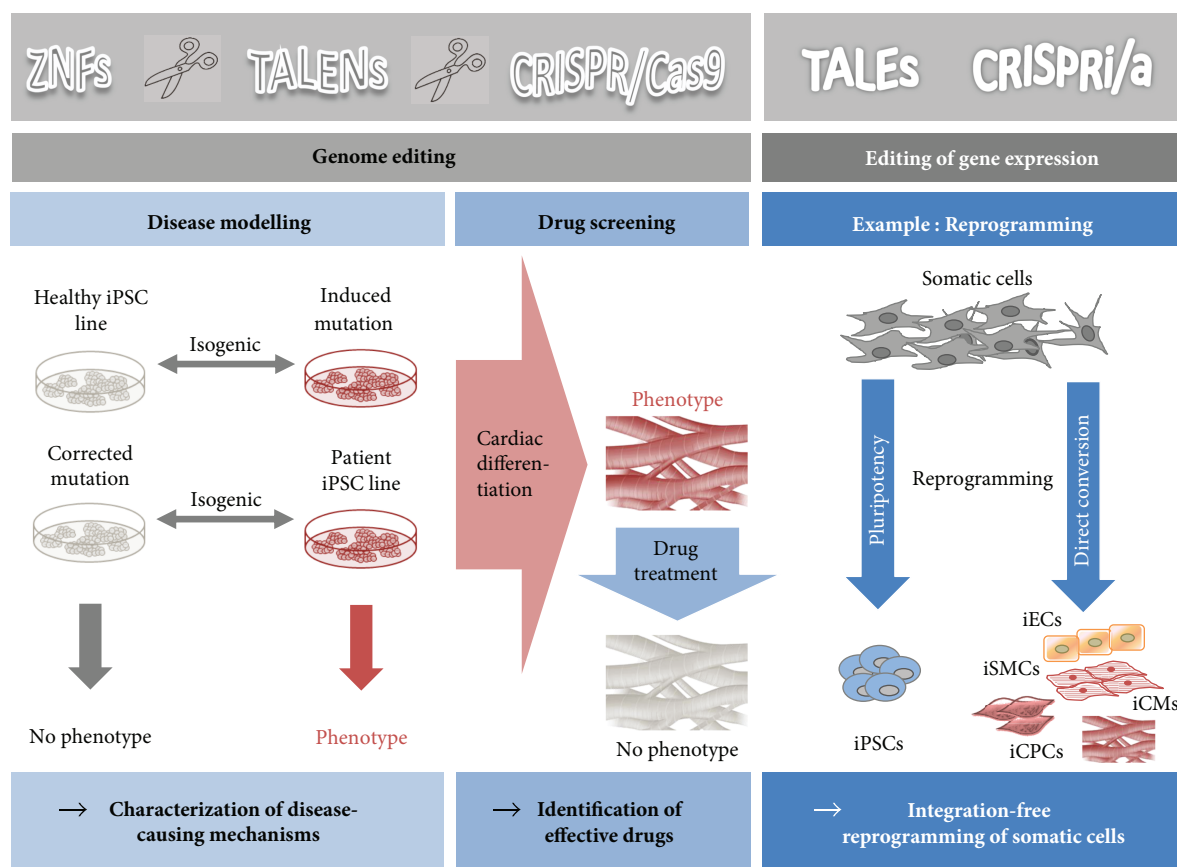 ZNFs TALENs CRISPR/Cas9
TALEs CRISPRi/a
Genome editing
Editing of gene expression
Disease modelling
Drug screening
Example : Reprogramming
Healthy iPSC
line
Isogenic
Induced
mutation
Corrected
mutation
Isogenic
Patient
iPSC line
No phenotype
Phenotype
Cardiac
differen-
tiation
Phenotype
Drug
treatment
No phenotype
Somatic cells
Pluripotency
Reprogramming
Direct conversion
iPSCs
iECs
iSMCs
iCMs
iCPCs
→ Characterization of disease-
causing mechanisms
→ Identification of
effective drugs
→ Integration-free
reprogramming of somatic cells